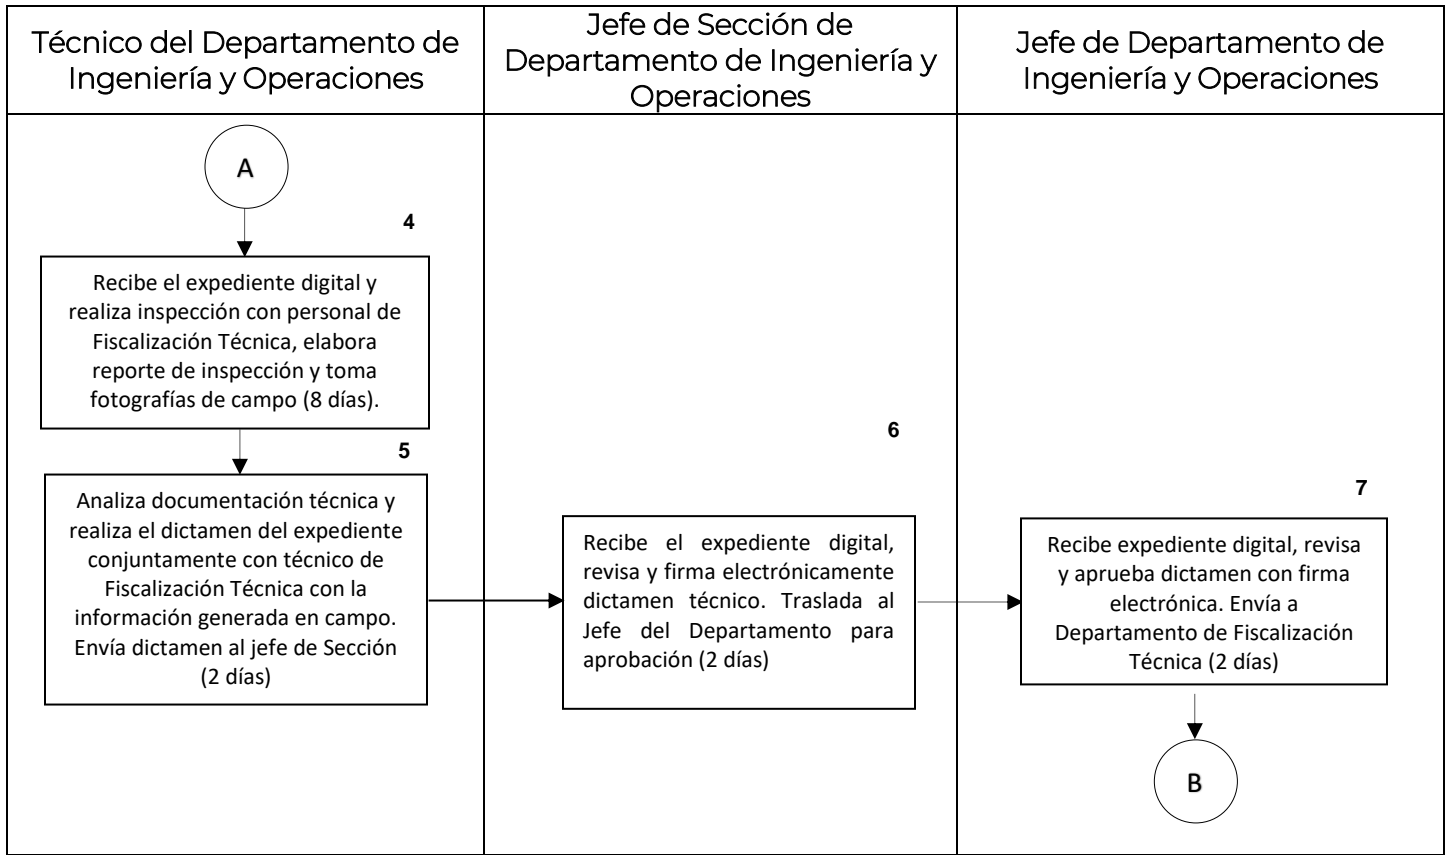 Técnico del Departamento de
Ingeniería y Operaciones
Jefe de Sección de
Departamento de Ingeniería y
Operaciones
Jefe de Departamento de
Ingeniería y Operaciones
A
4
Recibe el expediente digital y
realiza inspección con personal de
Fiscalización Técnica, elabora
reporte de inspección y toma
fotografías de campo (8 días).
5
Analiza documentación técnica y
realiza el dictamen del expediente
conjuntamente con técnico de
Fiscalización Técnica con la
información generada en campo.
Envía dictamen al jefe de Sección
(2 días)
6
Recibe el expediente digital,
revisa y firma electrónicamente
dictamen técnico. Traslada al
Jefe del Departamento para
aprobación (2 días)
7
Recibe expediente digital, revisa
y aprueba dictamen con firma
electrónica. Envía a
Departamento de Fiscalización
Técnica (2 días)
B